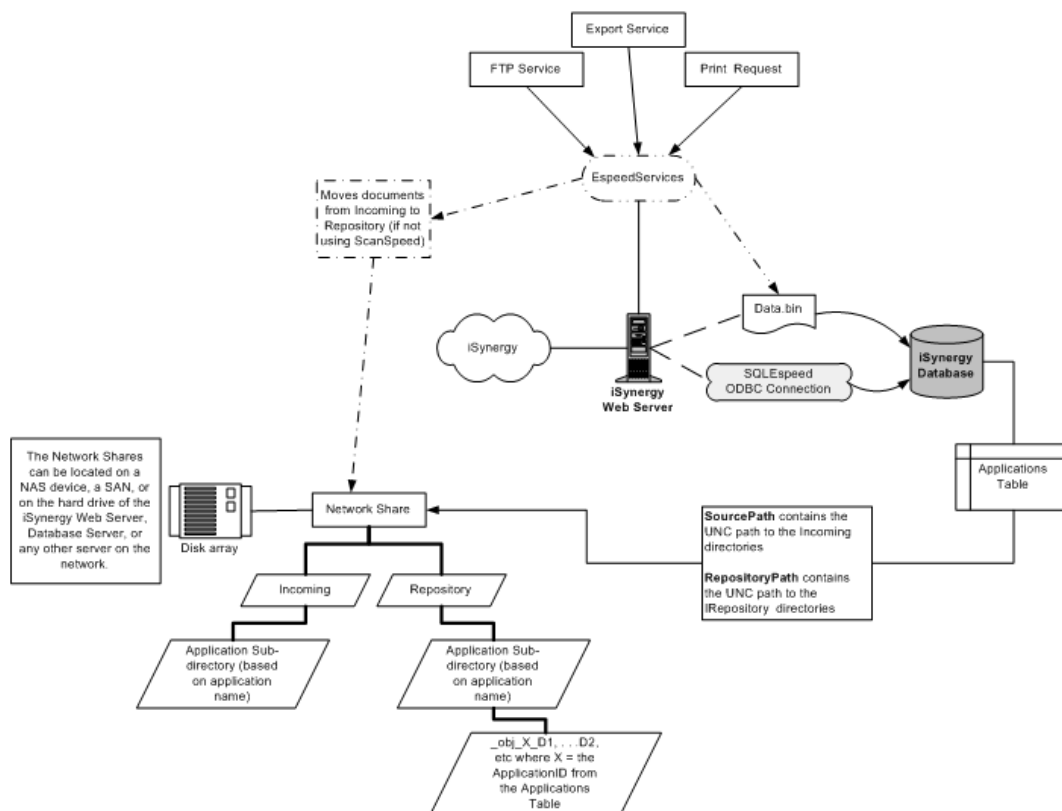 Export Service
FTP Service
Print Request
EspeedServices
Moves documents
from Incoming to
Repository (if not
using ScanSpeed)
Data.bin
iSynergy
iSynergy
Web Server
SQLEspeed
ODBC Connection
iSynergy
Database
Applications
Table
The Network Shares
can be located on a
NAS device, a SAN, or
on the hard drive of the
iSynergy Web Server,
Database Server, or
any other server on the
network.
Disk array
Network Share
SourcePath contains the
UNC path to the Incoming
directories
RepositoryPath contains
the UNC path to the
IRepository directories
Incoming
Repository
Application Sub-
directory (based
on application
name)
Application Sub-
directory (based
on application
name)
_obj_X_D1, . . .D2,
etc where X = the
ApplicationID from
the Applications
Table